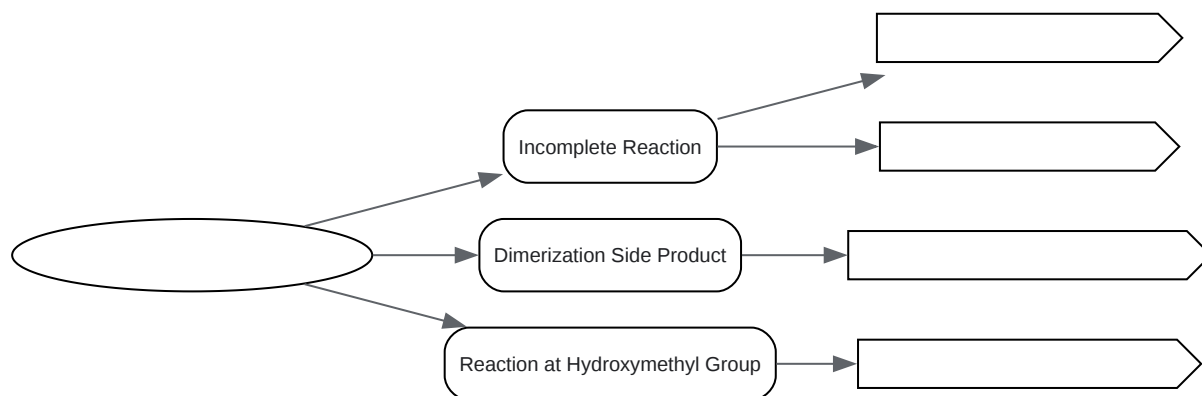 Incomplete Reaction
Dimerization Side Product
Reaction at Hydroxymethyl Group